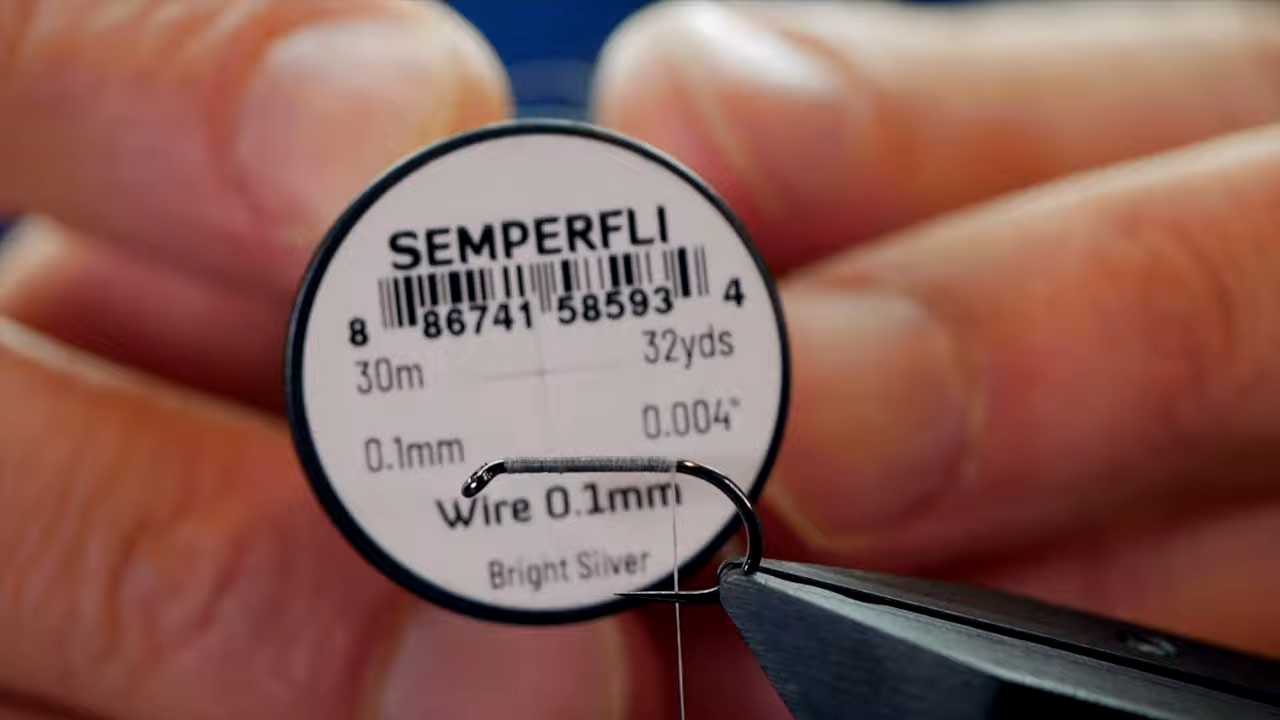 SEMPERFLI
8 86741 58593 4
30m 32yds
0.1mm 0.004"
Wire 0.1mm
Bright Silver